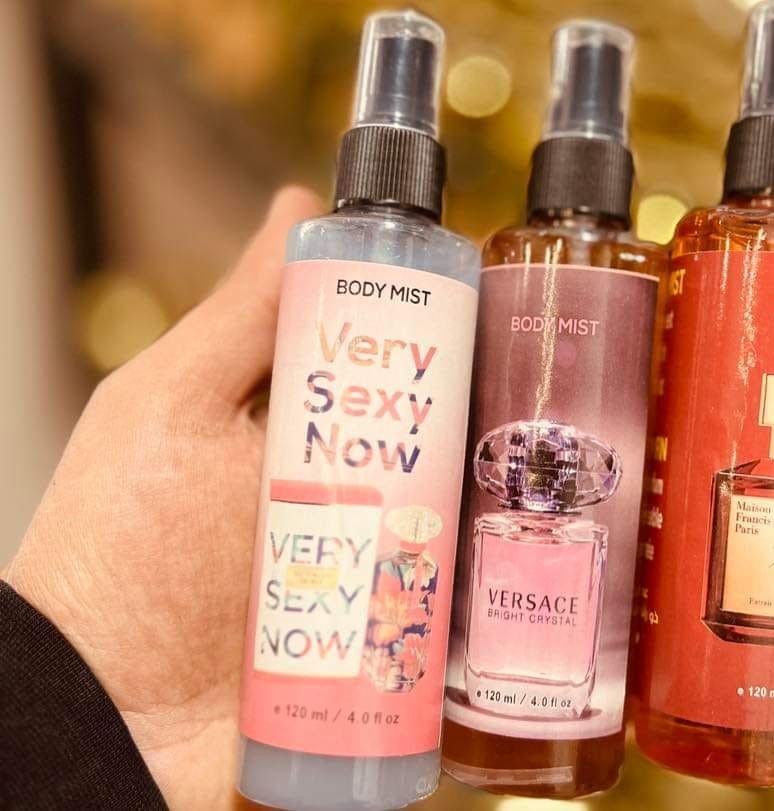 BODY MIST
Very
Sexy
Now
VERY
SEXY
NOW
e 120 ml / 4.0 fl oz
BODY MIST
VERSACE
BRIGHT CRYSTAL
e 120 ml / 4.0 fl oz
Maison
Francis
Paris
e 120 m